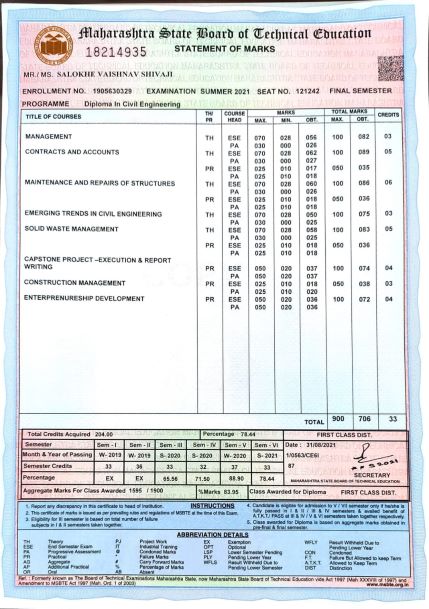 Maharashtra State Board of Technical Education
18214935 STATEMENT OF MARKS
MR./ MS. SALOKHE VAISHNAV SHIVAJI
ENROLLMENT NO. 1905630329 EXAMINATION SUMMER 2021 SEAT NO. 121242 FINAL SEMESTER
PROGRAMME Diploma In Civil Engineering
TITLE OF COURSES TH/ PR COURSE HEAD MARKS TOTAL MARKS CREDITS
MAX. MIN. OBT. MAX. OBT.
MANAGEMENT TH ESE 070 028 056 100 082 03
PA 030 000 026
CONTRACTS AND ACCOUNTS TH ESE 070 028 062 100 089 05
PA 030 000 027
PR ESE 025 010 017 050 035
PA 025 010 018
MAINTENANCE AND REPAIRS OF STRUCTURES TH ESE 070 028 060 100 086 06
PA 030 000 026
PR ESE 025 010 018 050 036
PA 025 010 018
EMERGING TRENDS IN CIVIL ENGINEERING TH ESE 070 028 050 100 075 03
PA 030 000 025
SOLID WASTE MANAGEMENT TH ESE 070 028 058 100 083 05
PA 030 000 025
PR ESE 025 010 018 050 036
PA 025 010 018
CAPSTONE PROJECT –EXECUTION & REPORT
WRITING PR ESE 050 020 037 100 074 04
PA 050 020 037
CONSTRUCTION MANAGEMENT PR ESE 025 010 018 050 038 03
PA 025 010 020
ENTERPRENURESHIP DEVELOPMENT PR ESE 050 020 036 100 072 04
PA 050 020 036
TOTAL 900 706 33
Total Credits Acquired 204.00 Percentage 78.44 FIRST CLASS DIST.
Semester Sem - I Sem - II Sem - III Sem - IV Sem - V Sem - VI Date : 31/08/2021
Month & Year of Passing W- 2019 W- 2019 S- 2020 S- 2020 W- 2020 S- 2021 1/0563/CE6I
Semester Credits 33 36 33 32 37 33 87
Percentage EX EX 65.56 71.50 88.90 78.44
SECRETARY
MAHARASHTRA STATE BOARD OF TECHNICAL EDUCATION
Aggregate Marks For Class Awarded 1595 / 1900 %Marks 83.95 Class Awarded for Diploma FIRST CLASS DIST.
INSTRUCTIONS
1. Report any discrepancy in this certificate to head of Institution.
2. This certificate of marks is issued as per prevailing rules and regulations of MSBTE at the time of this Exam.
3. Eligibility for III semester is based on total number of failure
subjects in I & II semesters taken together.
4. Candidate is eligible for admission to V / VI semester only if he/she is
fully passed in I & II / III & IV semesters & availed benefit of
A.T.K.T./ PASS at III & IV/V & VI semesters taken together respectively.
5. Class awarded for Diploma is based on aggregate marks obtained in
pre-final & final semester.
ABBREVIATION DETAILS
TH Theory PJ Project Work EX Exemption WFLY Result Withheld Due to
ESE End Semester Exam IT Industrial Training OPT Optional Pending Lower Year
PA Progressive Assessment @ Condoned Marks LSP Lower Semester Pending CON Condoned
PR Practical * Failure Marks PLY Pending Lower Year F.T. Failure But Allowed to Keep Term
AG Aggregate # Carry Forward Marks WFLS Result Withheld Due to A.T.K.T. Allowed to Keep Term
AP Articulation % Percentage of Marks Pending Lower Semester DIST. Distinction
OR Oral AB Absent
Ref. : Formerly known as the Board of Technical Examinations Maharashtra State, now Maharashtra State Board of Technical Education vide Act 1997 (Mah XXXVIII of 1997) and
Amendment to MSBTE Act 1997 (Mah. Ord. 1 of 2003) www.msbte.org.in